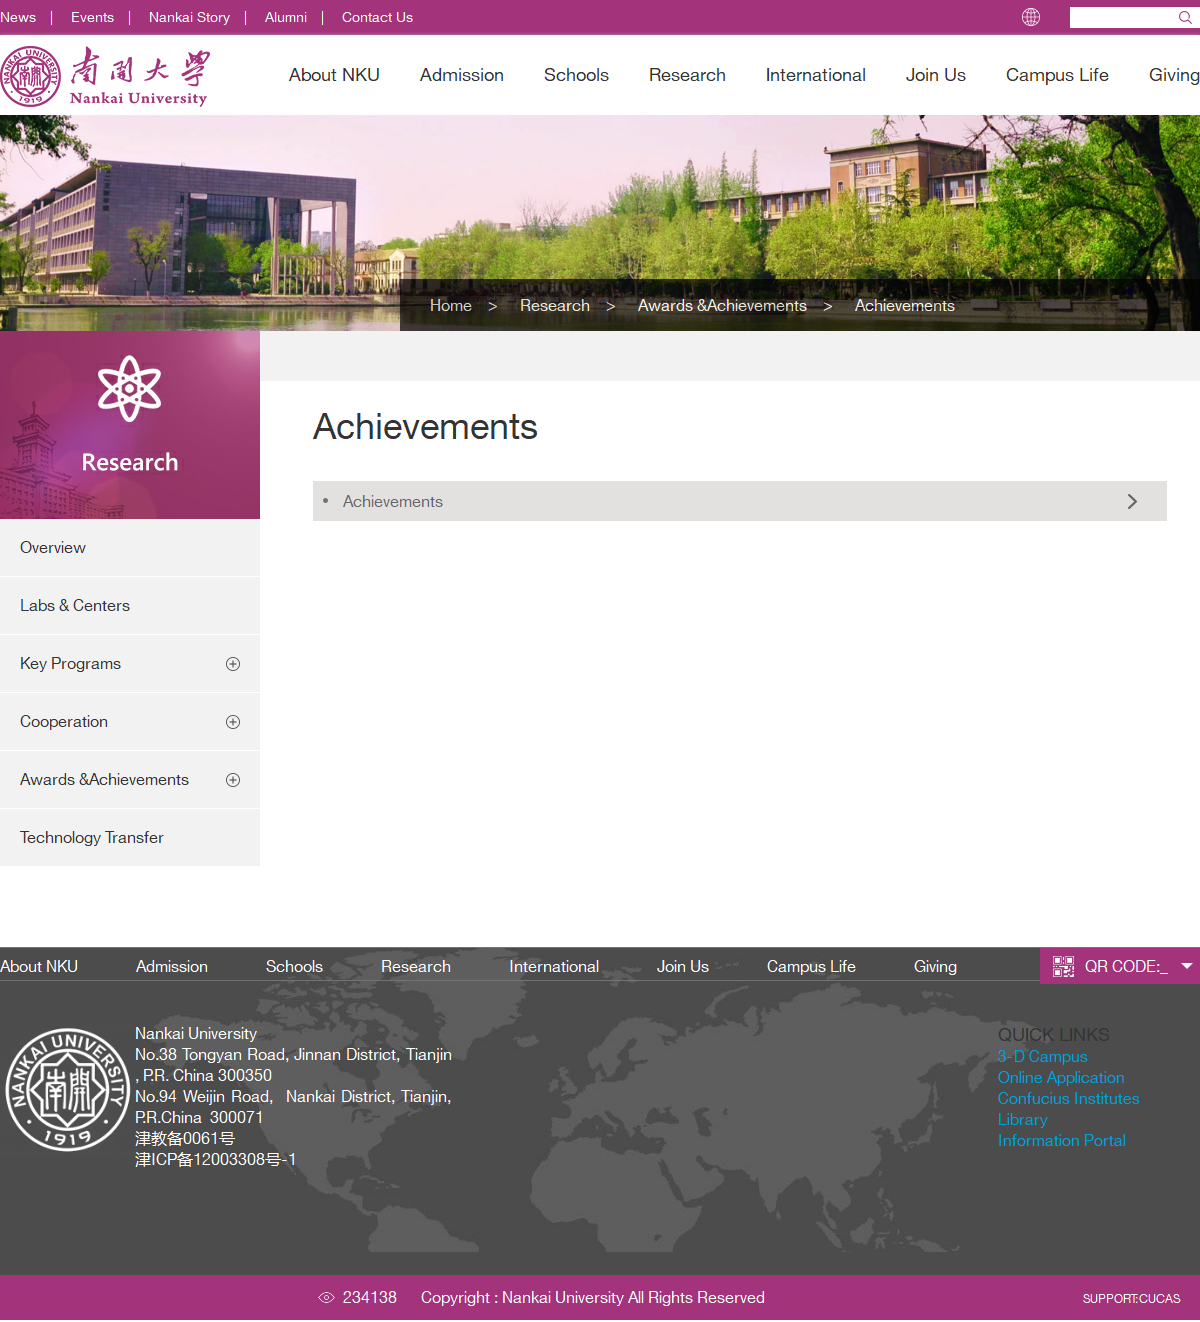 News | Events | Nankai Story | Alumni | Contact Us
NANKAI UNIVERSITY 1919 南開大學
Nankai University
About NKU Admission Schools Research International Join Us Campus Life Giving
Home > Research > Awards &Achievements > Achievements
Research
Achievements
• Achievements
Overview
Labs & Centers
Key Programs
Cooperation
Awards &Achievements
Technology Transfer
About NKU Admission Schools Research International Join Us Campus Life Giving QR CODE:_
NANKAI UNIVERSITY 南開 1919
Nankai University
No.38 Tongyan Road, Jinnan District, Tianjin
, P.R. China 300350
No.94 Weijin Road, Nankai District, Tianjin,
P.R.China 300071
津教备0061号
津ICP备12003308号-1
QUICK LINKS
3-D Campus
Online Application
Confucius Institutes
Library
Information Portal
234138 Copyright : Nankai University All Rights Reserved
SUPPORT:CUCAS